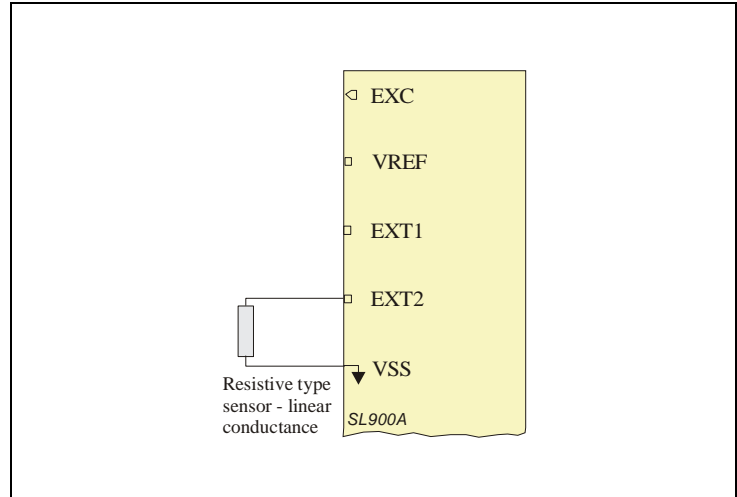 EXC
VREF
EXT1
EXT2
VSS
Resistive type
sensor - linear
conductance
SL900A